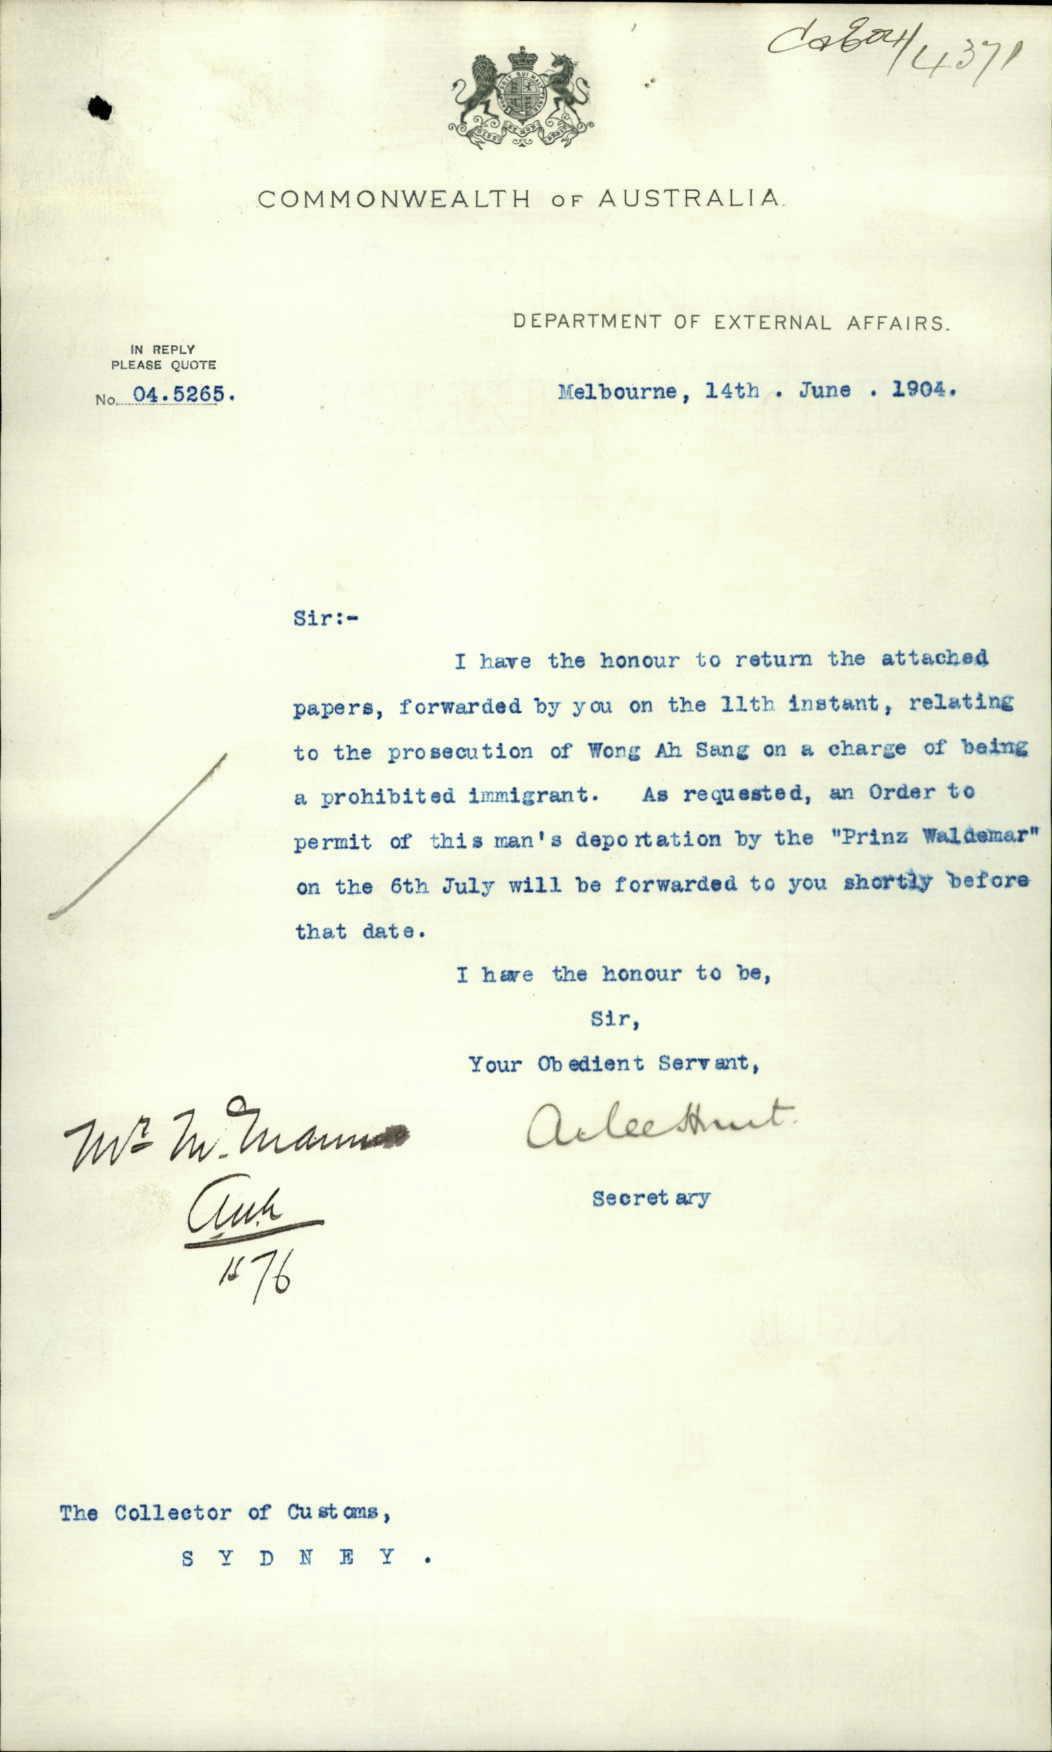 4371
COMMONWEALTH OF AUSTRALIA.
DEPARTMENT OF EXTERNAL AFFAIRS.
IN REPLY
PLEASE QUOTE
No. 04.5265.
Melbourne, 14th . June . 1904.
Sir:-
I have the honour to return the attached
papers, forwarded by you on the 11th instant, relating
to the prosecution of Wong Ah Sang on a charge of being
a prohibited immigrant. As requested, an Order to
permit of this man's deportation by the "Prinz Waldemar"
on the 6th July will be forwarded to you shortly before
that date.
I have the honour to be,
Sir,
Your Obedient Servant,
Atlee Hunt.
Secretary
Mr
The Collector of Customs,
S Y D N E Y .